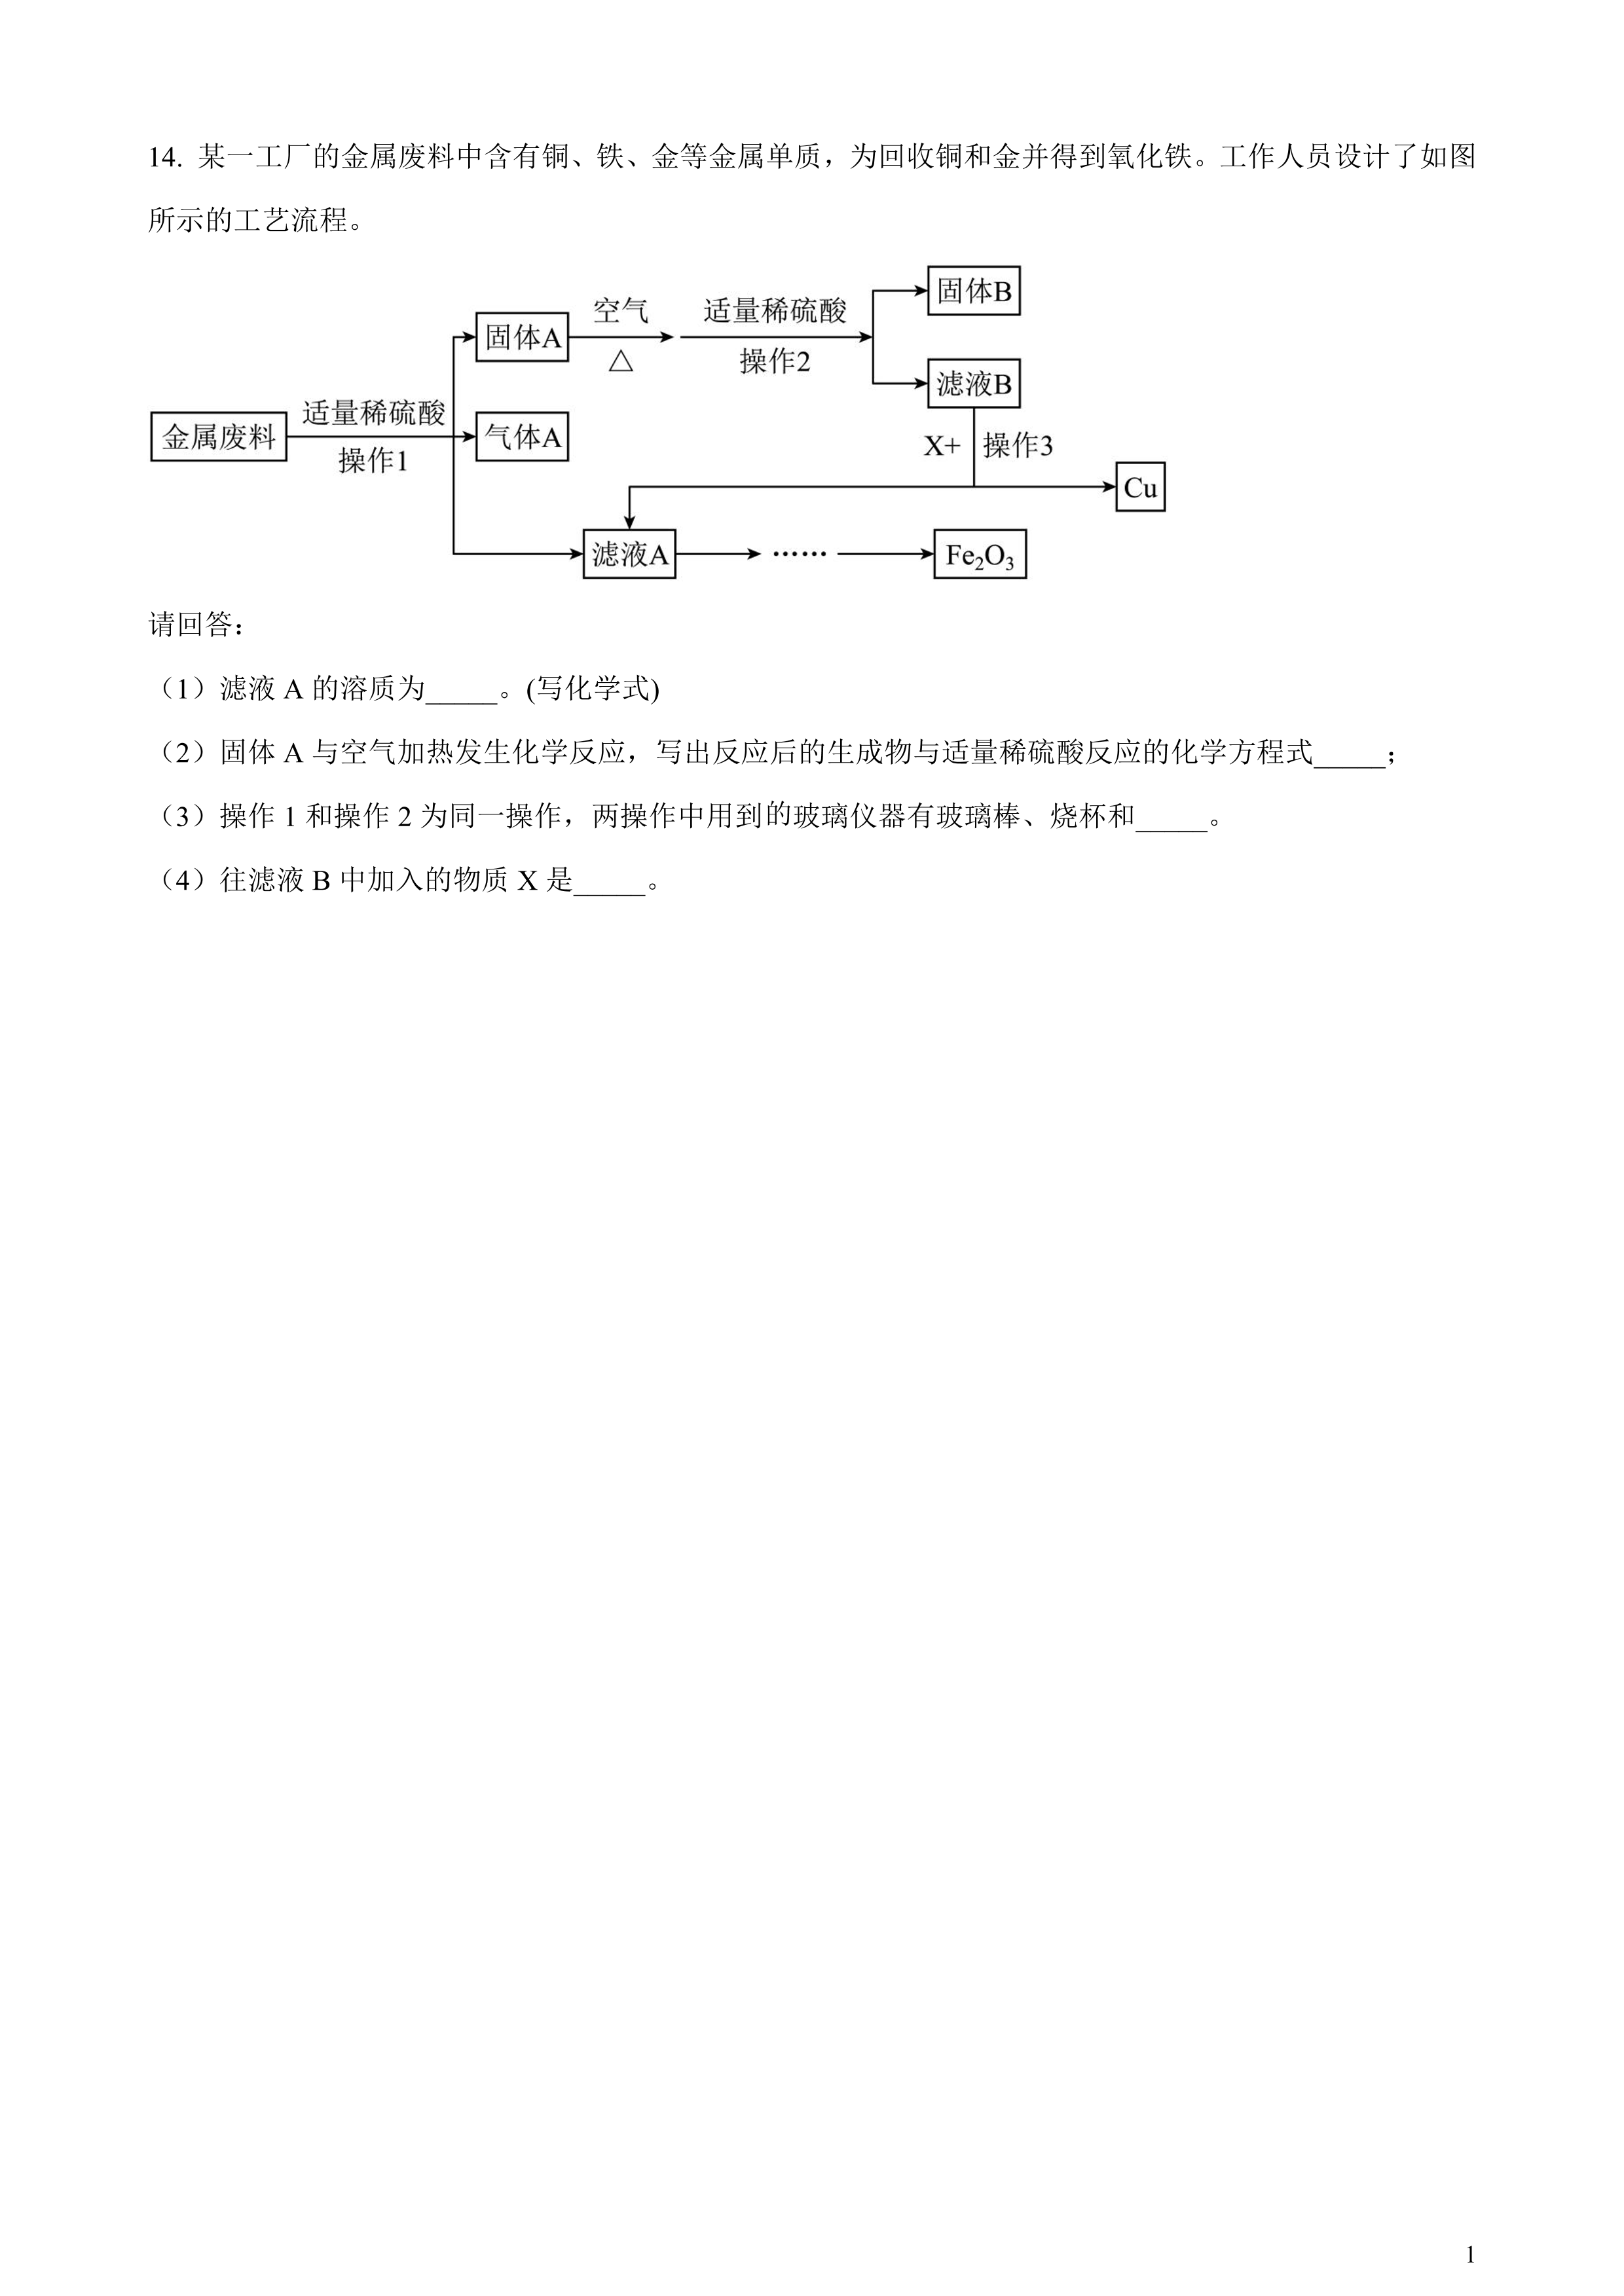 14. 某一工厂的金属废料中含有铜、铁、金等金属单质，为回收铜和金并得到氧化铁。工作人员设计了如图
所示的工艺流程。
固体B
空气 适量稀硫酸
固体A
△ 操作2
滤液B
适量稀硫酸
金属废料 气体A
操作1
X+ 操作3
Cu
滤液A …… Fe₂O₃
请回答：
（1）滤液 A 的溶质为_____。(写化学式)
（2）固体 A 与空气加热发生化学反应，写出反应后的生成物与适量稀硫酸反应的化学方程式_____；
（3）操作 1 和操作 2 为同一操作，两操作中用到的玻璃仪器有玻璃棒、烧杯和_____。
（4）往滤液 B 中加入的物质 X 是_____。
1